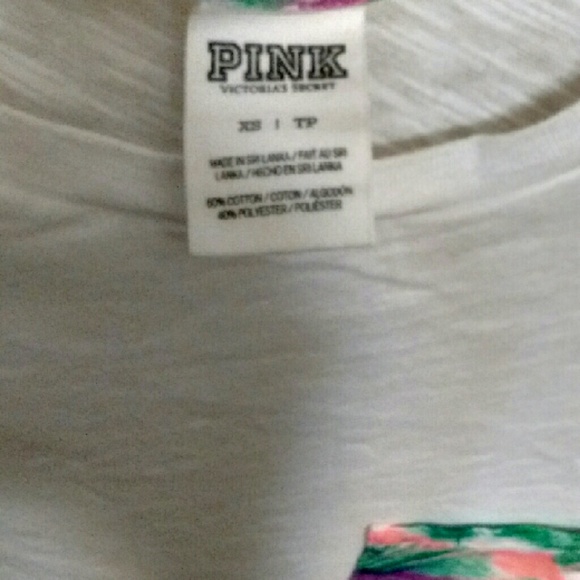 PINK
VICTORIA'S SECRET
XS | TP
MADE IN SRI LANKA / FAIT AU SRI
LANKA / HECHO EN SRI LANKA
60% COTTON / COTON / ALGODÓN
40% POLYESTER / POLIÉSTER